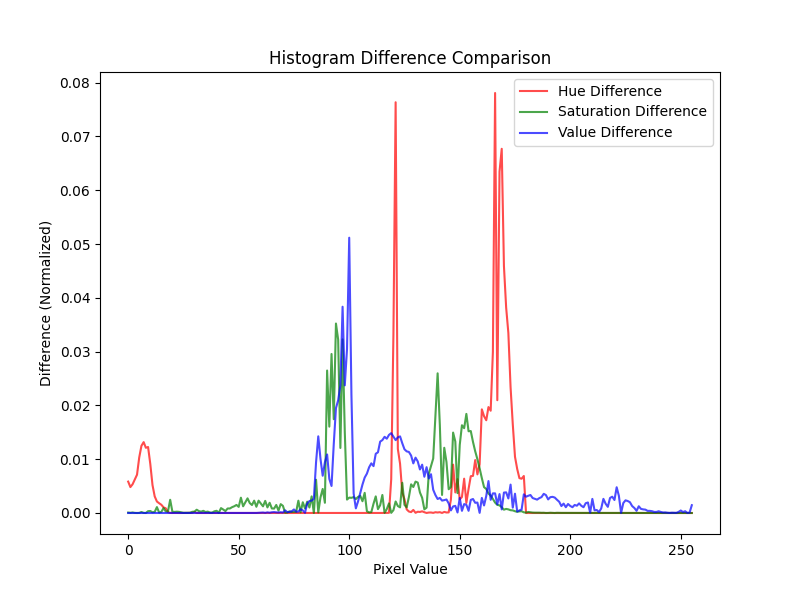 Histogram Difference Comparison
Hue Difference
Saturation Difference
Value Difference
Difference (Normalized)
0.08
0.07
0.06
0.05
0.04
0.03
0.02
0.01
0.00
0 50 100 150 200 250
Pixel Value